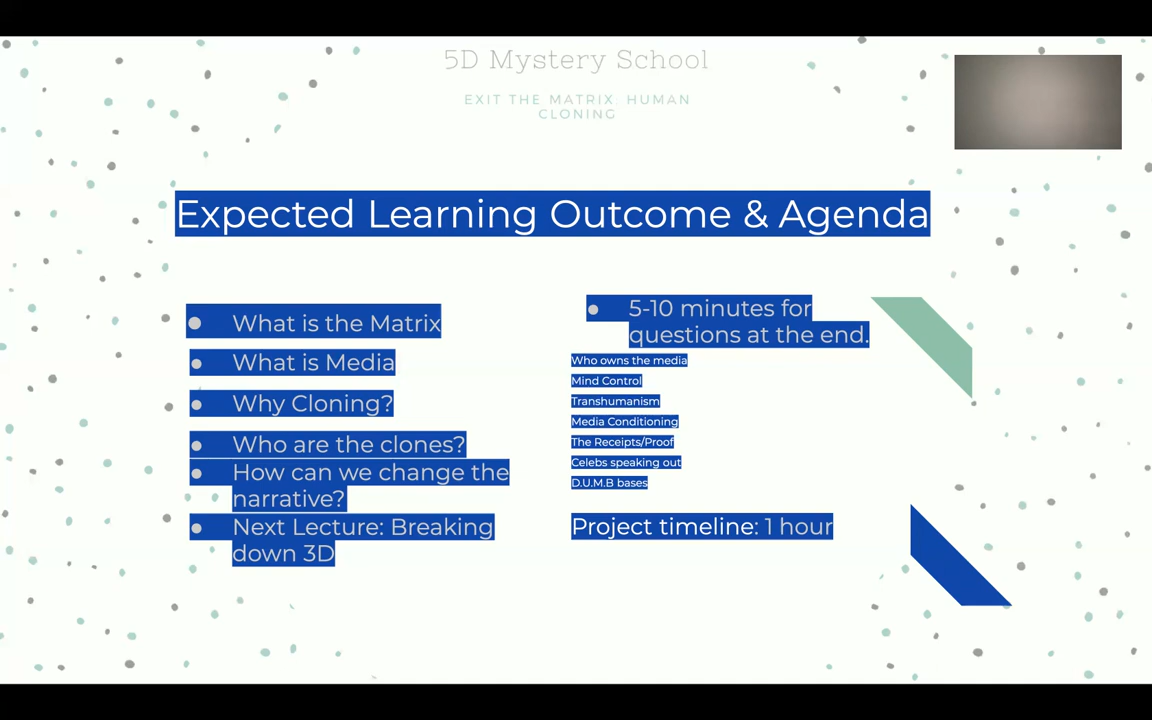 5D Mystery School
EXIT THE MATRIX: HUMAN
CLONING
Expected Learning Outcome & Agenda
● What is the Matrix
● What is Media
● Why Cloning?
● Who are the clones?
● How can we change the
narrative?
● Next Lecture: Breaking
down 3D
● 5-10 minutes for
questions at the end.
Who owns the media
Mind Control
Transhumanism
Media Conditioning
The Receipts/Proof
Celebs speaking out
D.U.M.B bases
Project timeline: 1 hour